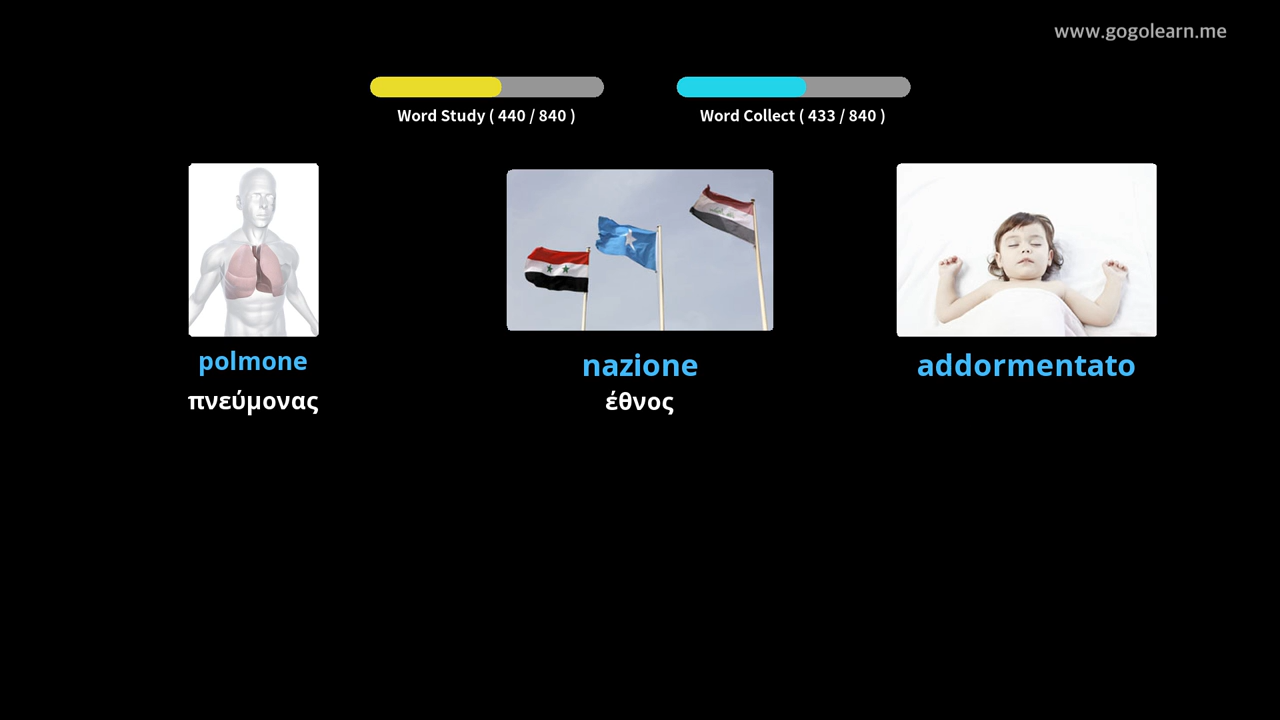 www.gogolearn.me
Word Study ( 440 / 840 )
Word Collect ( 433 / 840 )
polmone
πνεύμονας
nazione
έθνος
addormentato